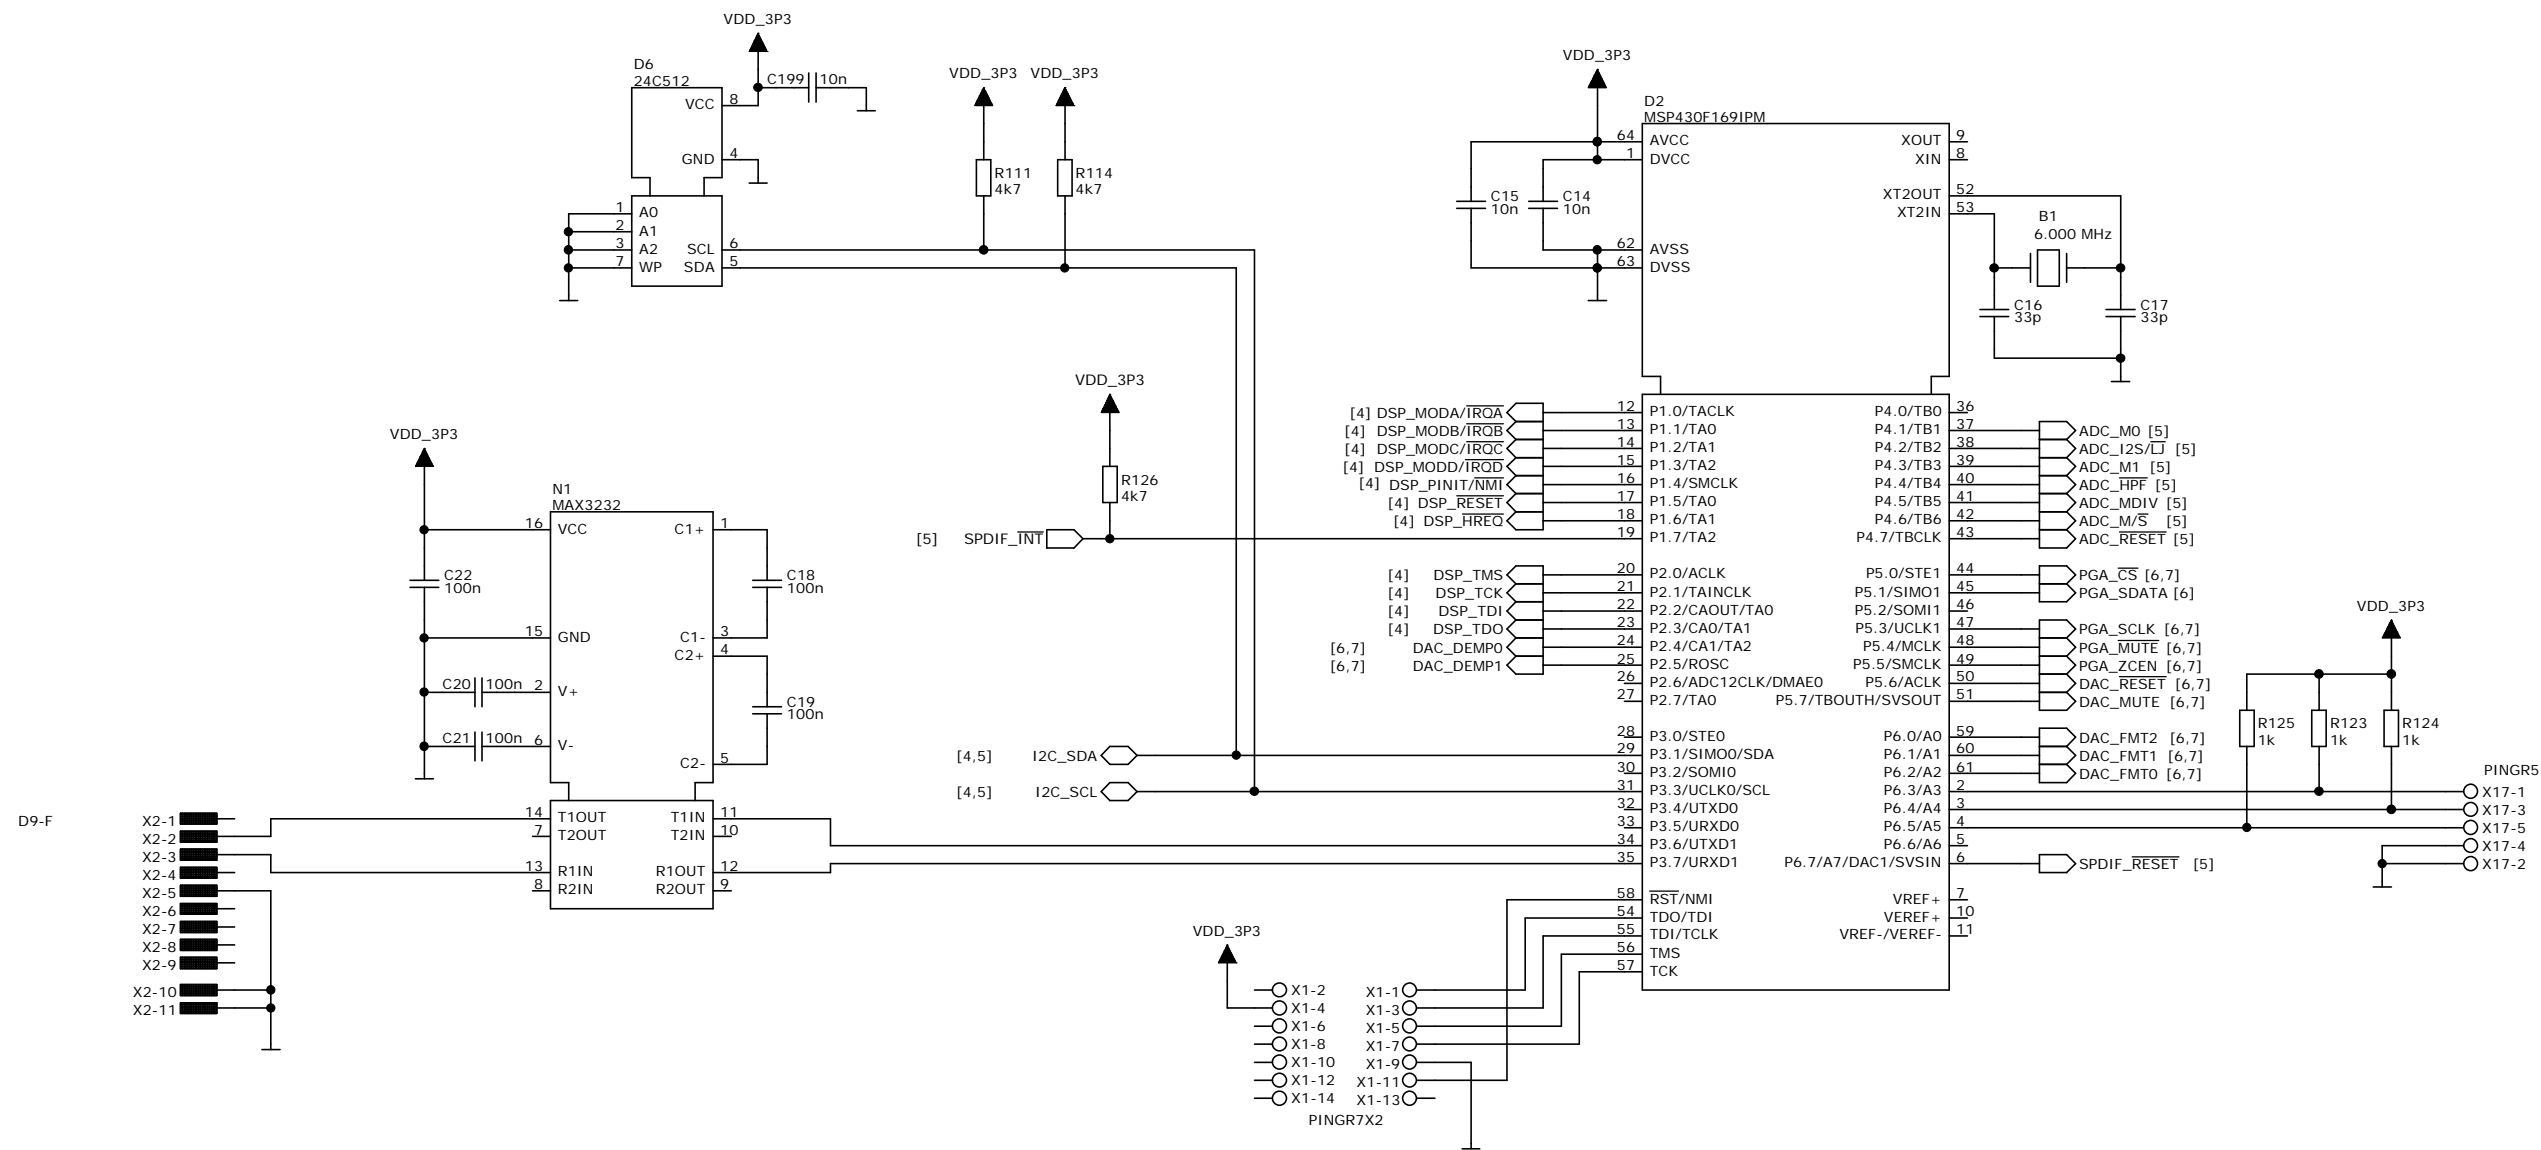 VDD_3P3
D6
24C512
C199 10n
VCC 8
GND 4
1 A0
2 A1
3 A2 SCL 6
7 WP SDA 5
VDD_3P3 VDD_3P3
R111
4k7
R114
4k7
VDD_3P3
D2
MSP430F169IPM
64 AVCC XOUT 9
1 DVCC XIN 8
XT2OUT 52
XT2IN 53
C15
10n
C14
10n
62 AVSS
63 DVSS
B1
6.000 MHz
C16
33p
C17
33p
VDD_3P3
R126
4k7
[5] SPDIF_INT
[4] DSP_MODA/IRQA 12 P1.0/TACLK
[4] DSP_MODB/IRQB 13 P1.1/TA0
[4] DSP_MODC/IRQC 14 P1.2/TA1
[4] DSP_MODD/IRQD 15 P1.3/TA2
[4] DSP_PINIT/NMI 16 P1.4/SMCLK
[4] DSP_RESET 17 P1.5/TA0
[4] DSP_HREQ 18 P1.6/TA1
19 P1.7/TA2
[4] DSP_TMS 20 P2.0/ACLK
[4] DSP_TCK 21 P2.1/TAINCLK
[4] DSP_TDI 22 P2.2/CAOUT/TA0
[4] DSP_TDO 23 P2.3/CA0/TA1
[6,7] DAC_DEMP0 24 P2.4/CA1/TA2
[6,7] DAC_DEMP1 25 P2.5/ROSC
26 P2.6/ADC12CLK/DMAE0
27 P2.7/TA0
28 P3.0/STE0
[4,5] I2C_SDA 29 P3.1/SIMO0/SDA
30 P3.2/SOMI0
[4,5] I2C_SCL 31 P3.3/UCLK0/SCL
32 P3.4/UTXD0
33 P3.5/URXD0
34 P3.6/UTXD1
35 P3.7/URXD1
58 RST/NMI
54 TDO/TDI
55 TDI/TCLK
56 TMS
57 TCK
P4.0/TB0 36
P4.1/TB1 37 ADC_M0 [5]
P4.2/TB2 38 ADC_I2S/LJ [5]
P4.3/TB3 39 ADC_M1 [5]
P4.4/TB4 40 ADC_HPF [5]
P4.5/TB5 41 ADC_MDIV [5]
P4.6/TB6 42 ADC_M/S [5]
P4.7/TBCLK 43 ADC_RESET [5]
P5.0/STE1 44 PGA_CS [6,7]
P5.1/SIMO1 45 PGA_SDATA [6]
P5.2/SOMI1 46
P5.3/UCLK1 47 PGA_SCLK [6,7]
P5.4/MCLK 48 PGA_MUTE [6,7]
P5.5/SMCLK 49 PGA_ZCEN [6,7]
P5.6/ACLK 50 DAC_RESET [6,7]
P5.7/TBOUTH/SVSOUT 51 DAC_MUTE [6,7]
P6.0/A0 59 DAC_FMT2 [6,7]
P6.1/A1 60 DAC_FMT1 [6,7]
P6.2/A2 61 DAC_FMT0 [6,7]
P6.3/A3 2
P6.4/A4 3
P6.5/A5 4
P6.6/A6 5
P6.7/A7/DAC1/SVSIN 6 SPDIF_RESET [5]
VREF+ 7
VEREF+ 10
VREF-/VEREF- 11
VDD_3P3
R125
1k
R123
1k
R124
1k
PINGR5
X17-1
X17-3
X17-5
X17-4
X17-2
VDD_3P3
N1
MAX3232
16 VCC C1+ 1
C22
100n
C18
100n
15 GND C1- 3
C2+ 4
C20 100n 2 V+
C19
100n
C21 100n 6 V-
C2- 5
14 T1OUT T1IN 11
7 T2OUT T2IN 10
13 R1IN R1OUT 12
8 R2IN R2OUT 9
D9-F
X2-1
X2-2
X2-3
X2-4
X2-5
X2-6
X2-7
X2-8
X2-9
X2-10
X2-11
VDD_3P3
X1-2 X1-1
X1-4 X1-3
X1-6 X1-5
X1-8 X1-7
X1-10 X1-9
X1-12 X1-11
X1-14 X1-13
PINGR7X2